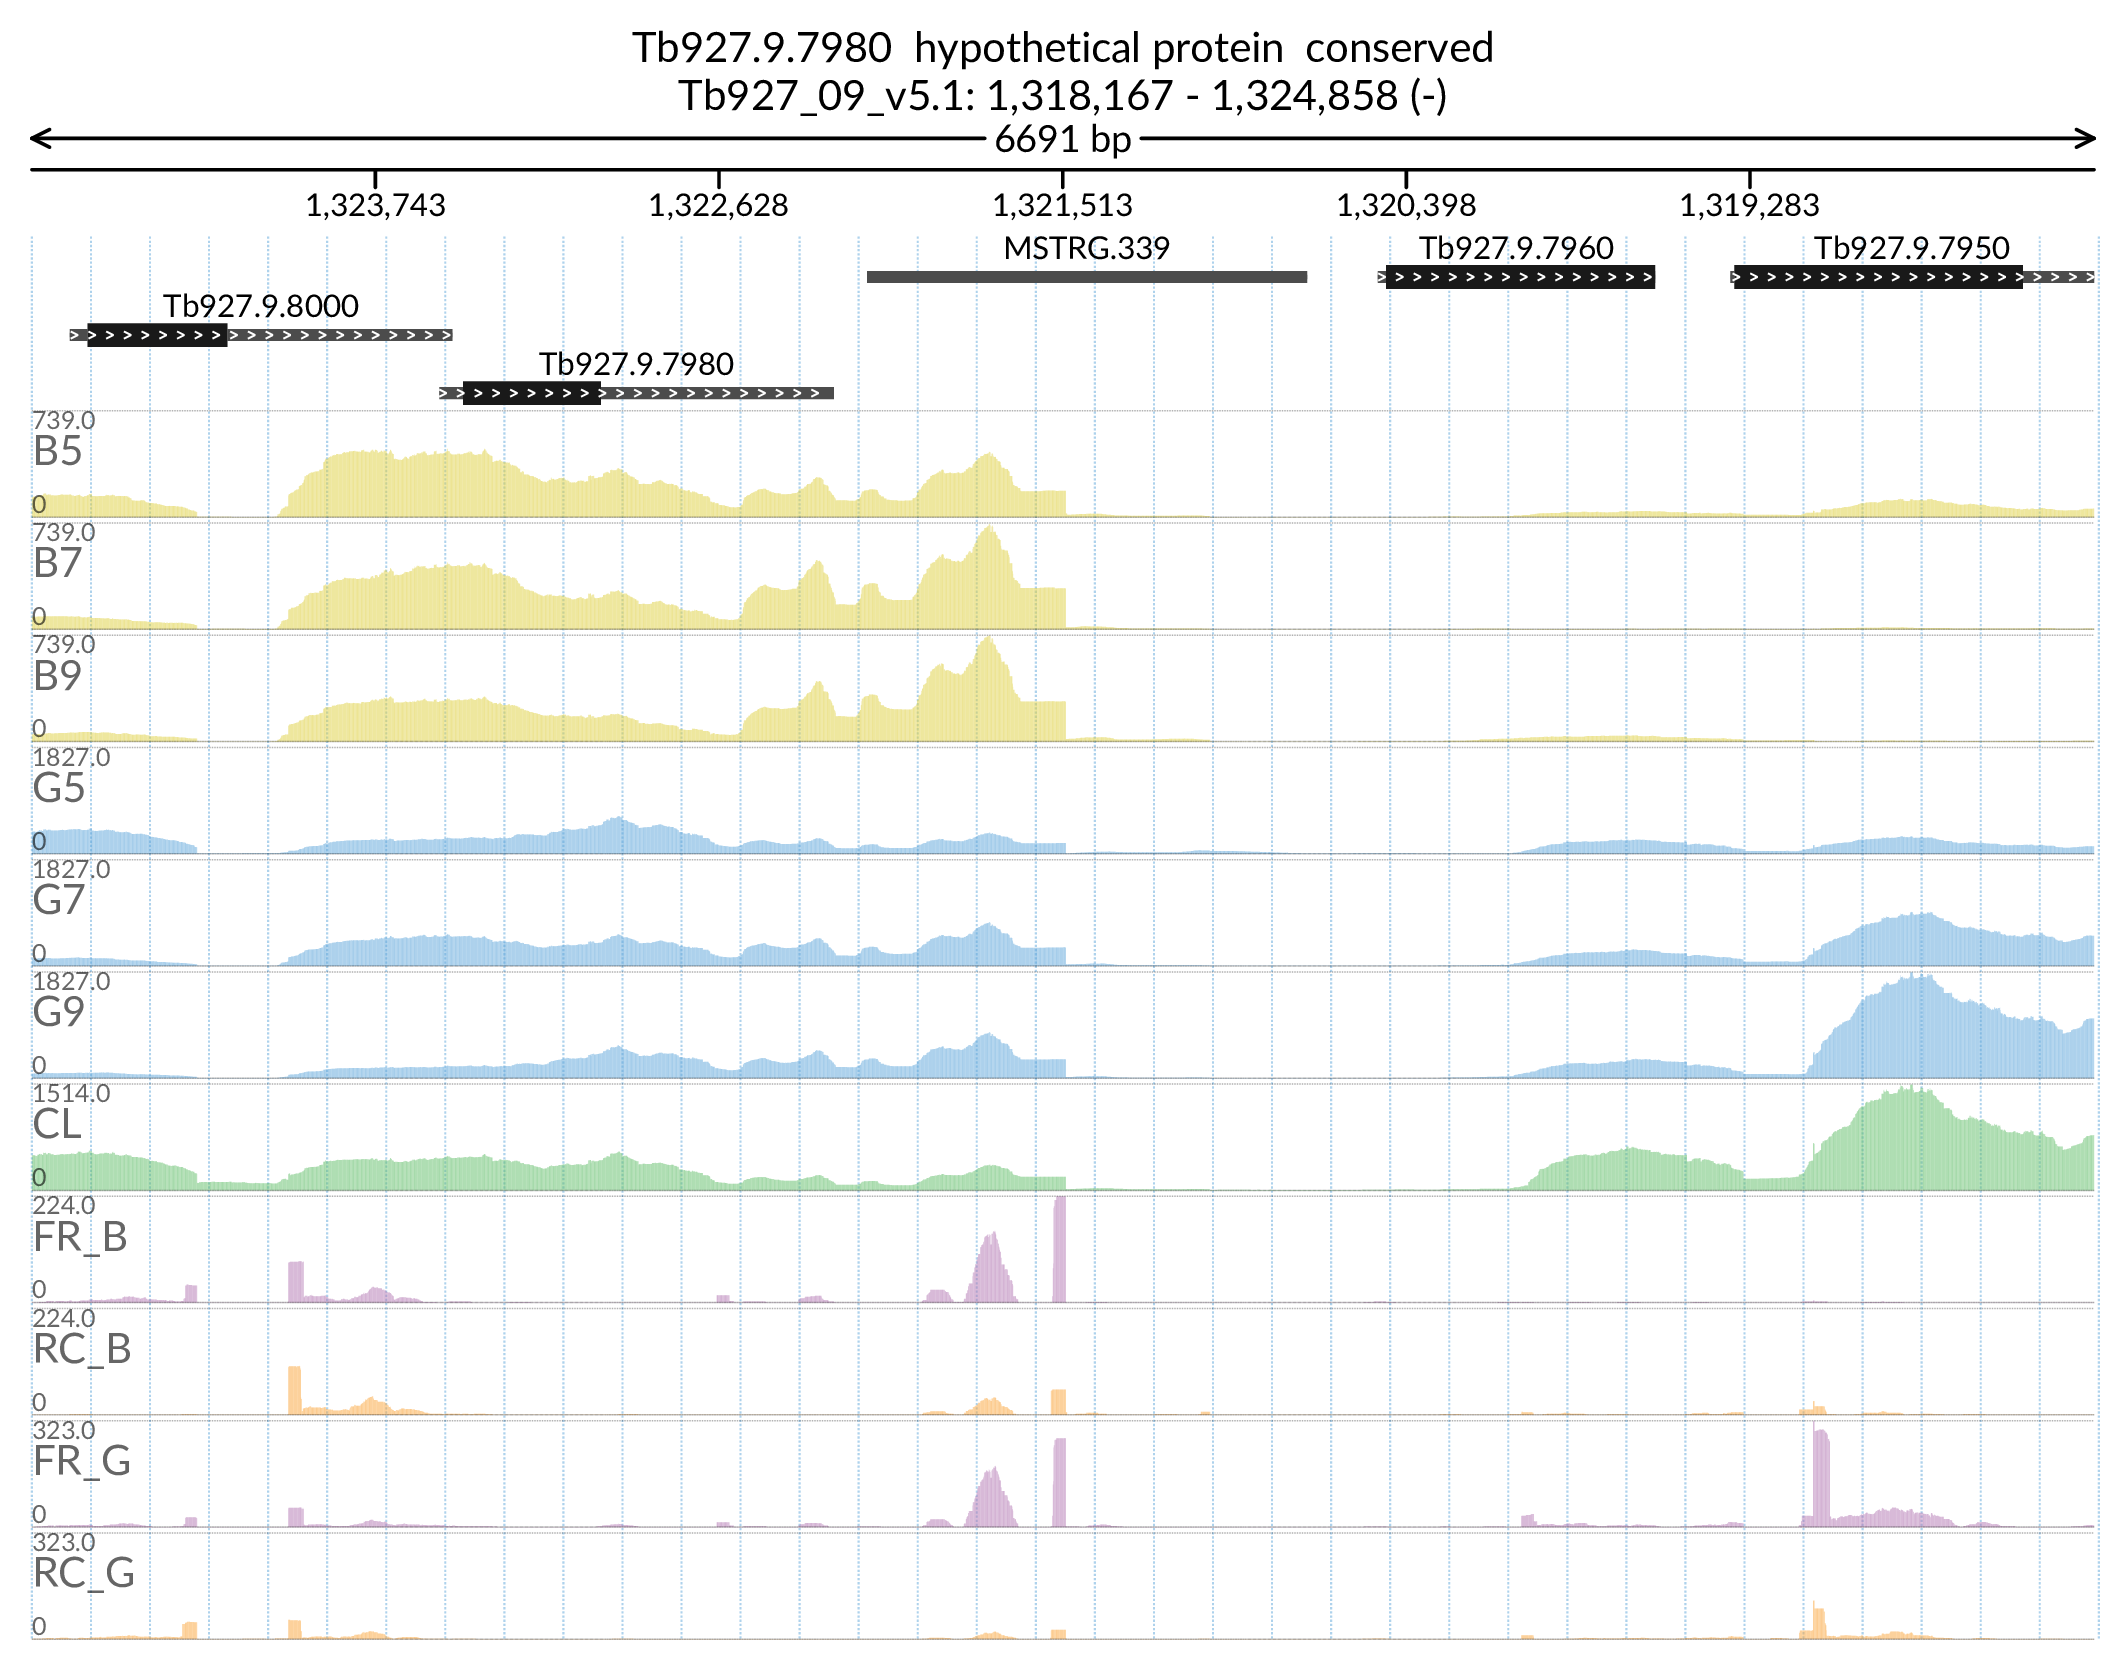 Tb927.9.7980  hypothetical protein  conserved
Tb927_09_v5.1: 1,318,167 - 1,324,858 (-)
6691 bp
1,323,743 1,322,628 1,321,513 1,320,398 1,319,283
MSTRG.339 Tb927.9.7960 Tb927.9.7950
Tb927.9.8000
Tb927.9.7980
739.0
B5
0
739.0
B7
0
739.0
B9
0
1827.0
G5
0
1827.0
G7
0
1827.0
G9
0
1514.0
CL
0
224.0
FR_B
0
224.0
RC_B
0
323.0
FR_G
0
323.0
RC_G
0